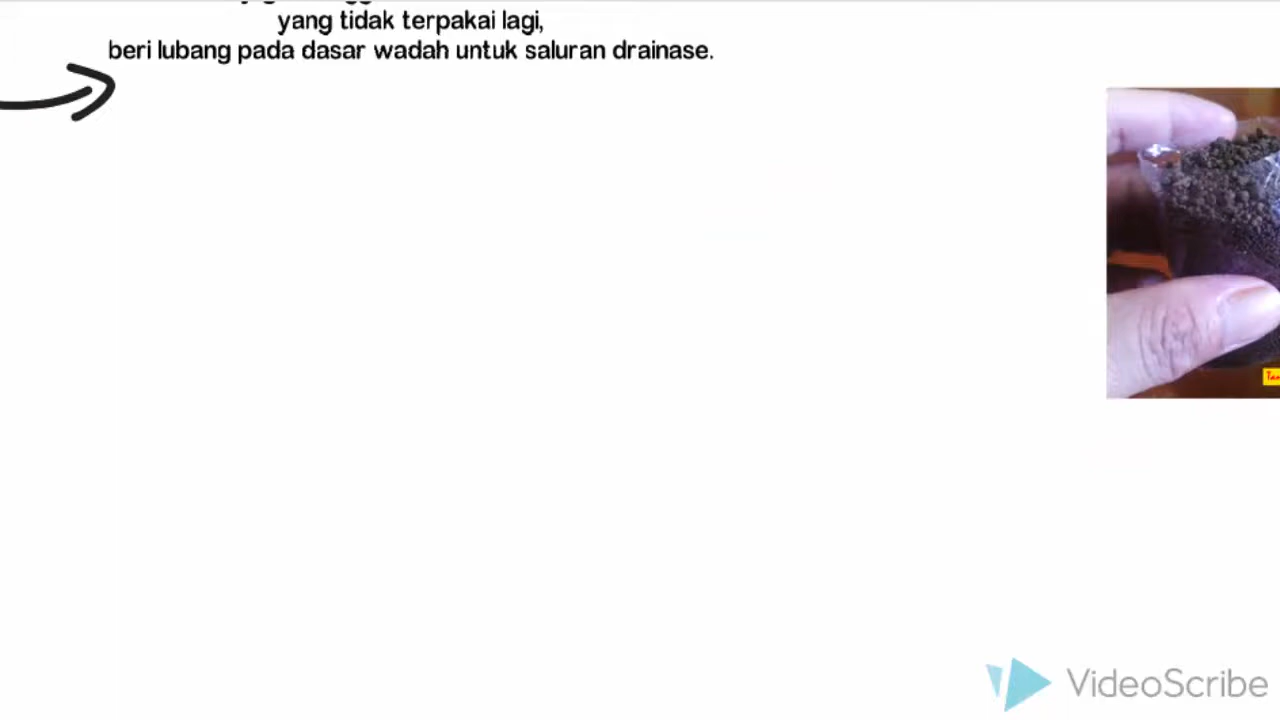 yang tidak terpakai lagi,
beri lubang pada dasar wadah untuk saluran drainase.
VideoScribe